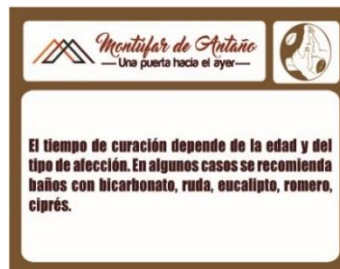 Montúfar de Antaño
Una puerta hacia el ayer
El tiempo de curación depende de la edad y del
tipo de afección. En algunos casos se recomienda
baños con bicarbonato, ruda, eucalipto, romero,
ciprés.